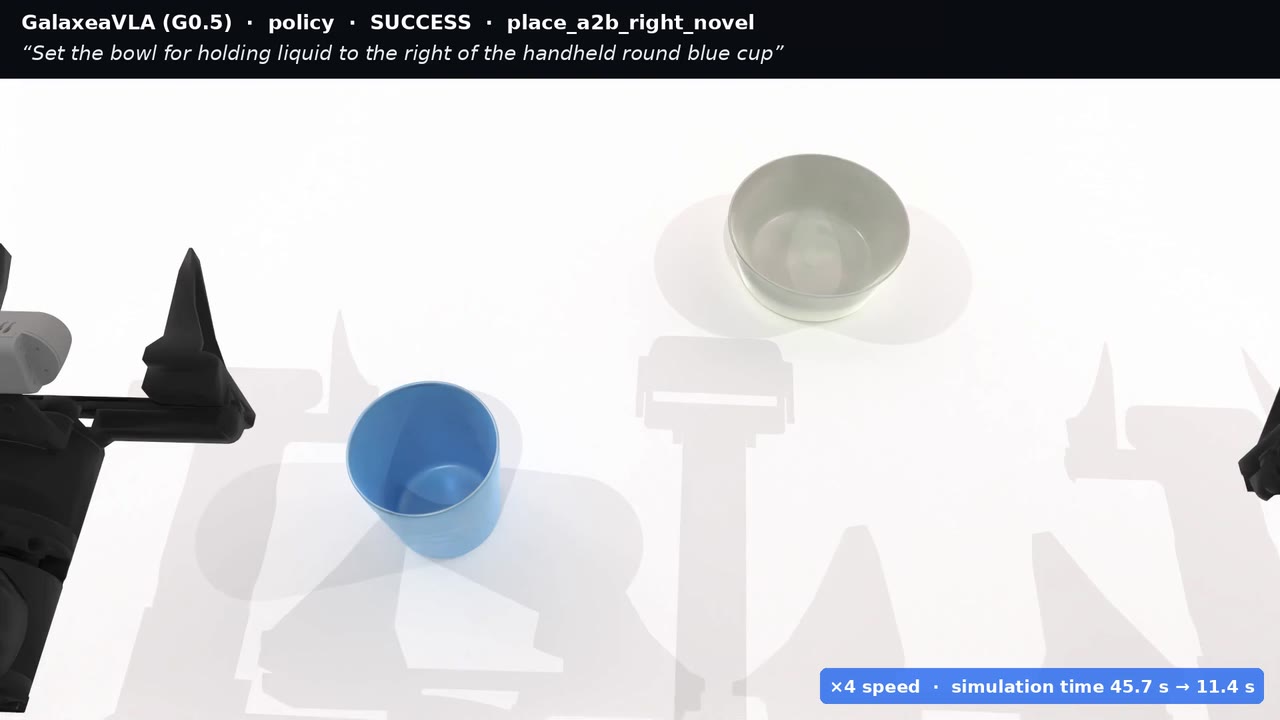 GalaxeaVLA (G0.5) · policy · SUCCESS · place_a2b_right_novel
“Set the bowl for holding liquid to the right of the handheld round blue cup”
×4 speed · simulation time 45.7 s → 11.4 s